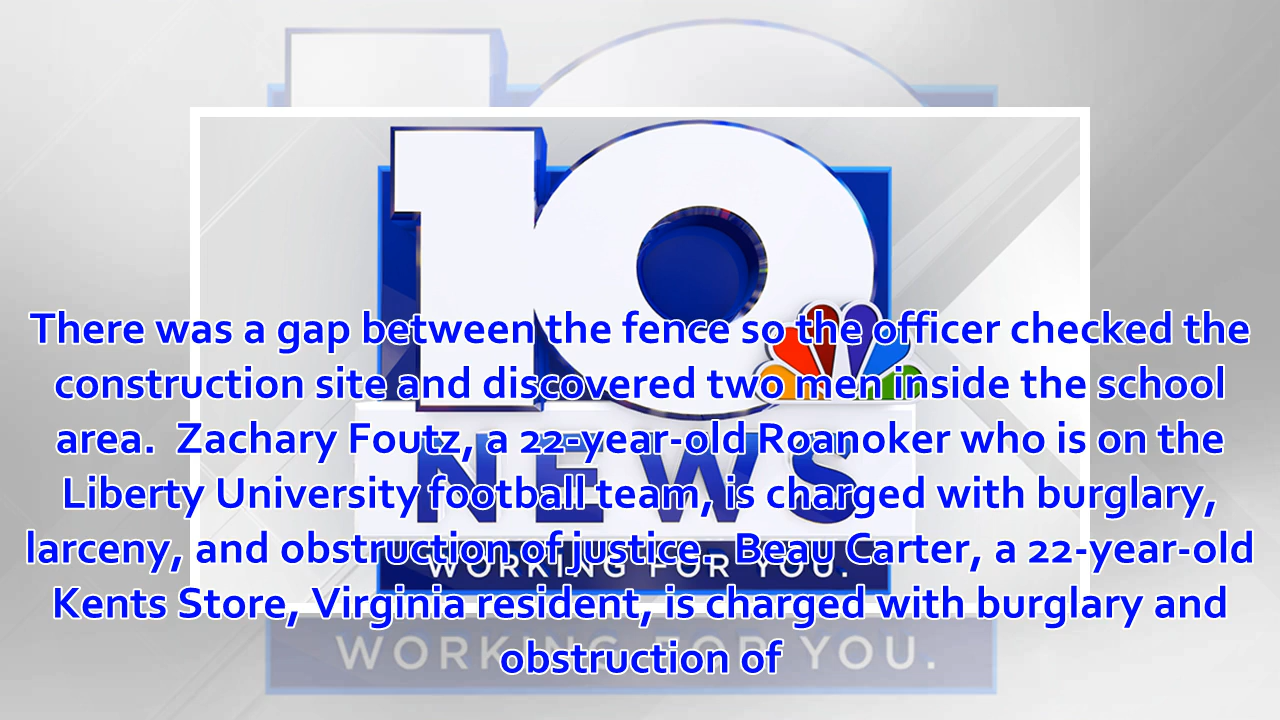 10
There was a gap between the fence so the officer checked the
construction site and discovered two men inside the school
area.  Zachary Foutz, a 22-year-old Roanoker who is on the
Liberty University football team, is charged with burglary,
NEWS
larceny, and obstruction of justice.  Beau Carter, a 22-year-old
WORKING FOR YOU.
Kents Store, Virginia resident, is charged with burglary and
obstruction of
WORKING FOR YOU.